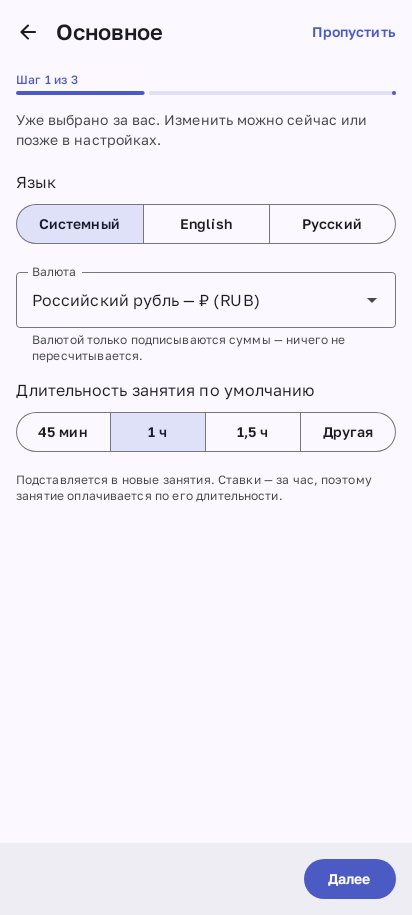 Основное
Пропустить
Шаг 1 из 3
Уже выбрано за вас. Изменить можно сейчас или
позже в настройках.
Язык
Системный
English
Русский
Валюта
Российский рубль — ₽ (RUB)
Валютой только подписываются суммы — ничего не
пересчитывается.
Длительность занятия по умолчанию
45 мин
1 ч
1,5 ч
Другая
Подставляется в новые занятия. Ставки — за час, поэтому
занятие оплачивается по его длительности.
Далее